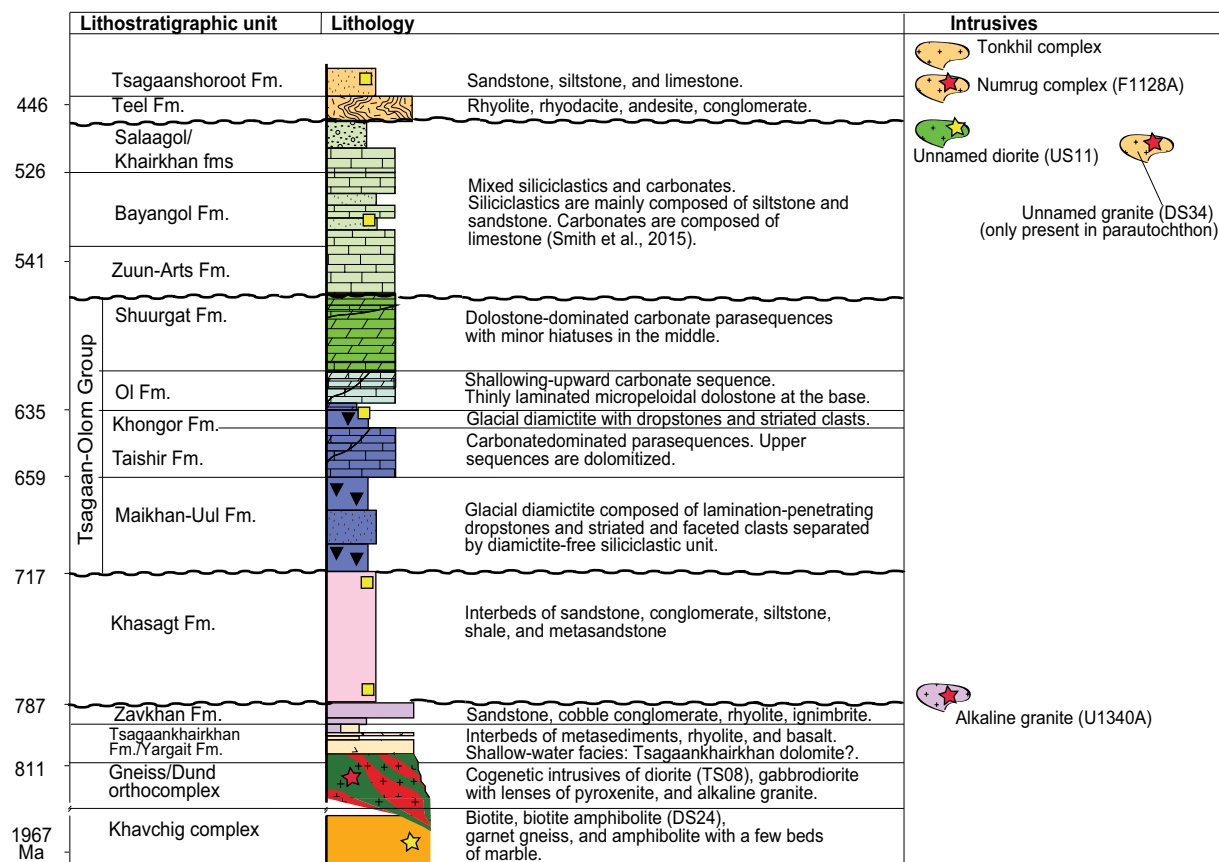 Lithostratigraphic unit
Lithology
Intrusives
Tsagaanshoroot Fm.
Sandstone, siltstone, and limestone.
446
Teel Fm.
Rhyolite, rhyodacite, andesite, conglomerate.
Salaagol/
Khairkhan fms
526
Bayangol Fm.
Mixed siliciclastics and carbonates.
Siliciclastics are mainly composed of siltstone and
sandstone. Carbonates are composed of
limestone (Smith et al., 2015).
541
Zuun-Arts Fm.
Tsagaan-Olom Group
Shuurgat Fm.
Dolostone-dominated carbonate parasequences
with minor hiatuses in the middle.
Ol Fm.
Shallowing-upward carbonate sequence.
Thinly laminated micropeloidal dolostone at the base.
635
Khongor Fm.
Glacial diamictite with dropstones and striated clasts.
Taishir Fm.
Carbonatedominated parasequences. Upper
sequences are dolomitized.
659
Maikhan-Uul Fm.
Glacial diamictite composed of lamination-penetrating
dropstones and striated and faceted clasts separated
by diamictite-free siliciclastic unit.
717
Khasagt Fm.
Interbeds of sandstone, conglomerate, siltstone,
shale, and metasandstone
787
Zavkhan Fm.
Sandstone, cobble conglomerate, rhyolite, ignimbrite.
Tsagaankhairkhan
Fm./Yargait Fm.
Interbeds of metasediments, rhyolite, and basalt.
Shallow-water facies: Tsagaankhairkhan dolomite?.
811
Gneiss/Dund
orthocomplex
Cogenetic intrusives of diorite (TS08), gabbrodiorite
with lenses of pyroxenite, and alkaline granite.
1967
Ma
Khavchig complex
Biotite, biotite amphibolite (DS24),
garnet gneiss, and amphibolite with a few beds
of marble.
Tonkhil complex
Numrug complex (F1128A)
Unnamed diorite (US11)
Unnamed granite (DS34)
(only present in parautochthon)
Alkaline granite (U1340A)